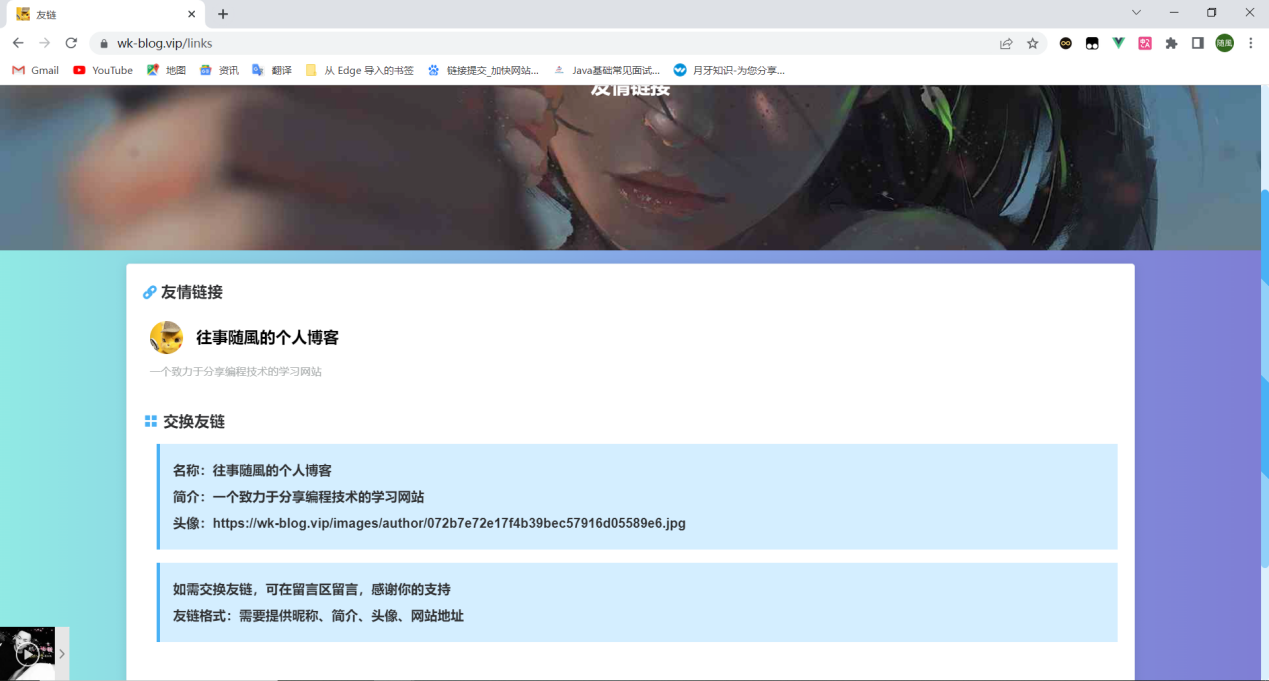 友链
wk-blog.vip/links
随風
Gmail
YouTube
地图
资讯
翻译
从 Edge 导入的书签
链接提交_加快网站...
Java基础常见面试...
月牙知识-为您分享...
友情链接
友情链接
往事随風的个人博客
一个致力于分享编程技术的学习网站
交换友链
名称：往事随風的个人博客
简介：一个致力于分享编程技术的学习网站
头像：https://wk-blog.vip/images/author/072b7e72e17f4b39bec57916d05589e6.jpg
如需交换友链，可在留言区留言，感谢你的支持
友链格式：需要提供昵称、简介、头像、网站地址